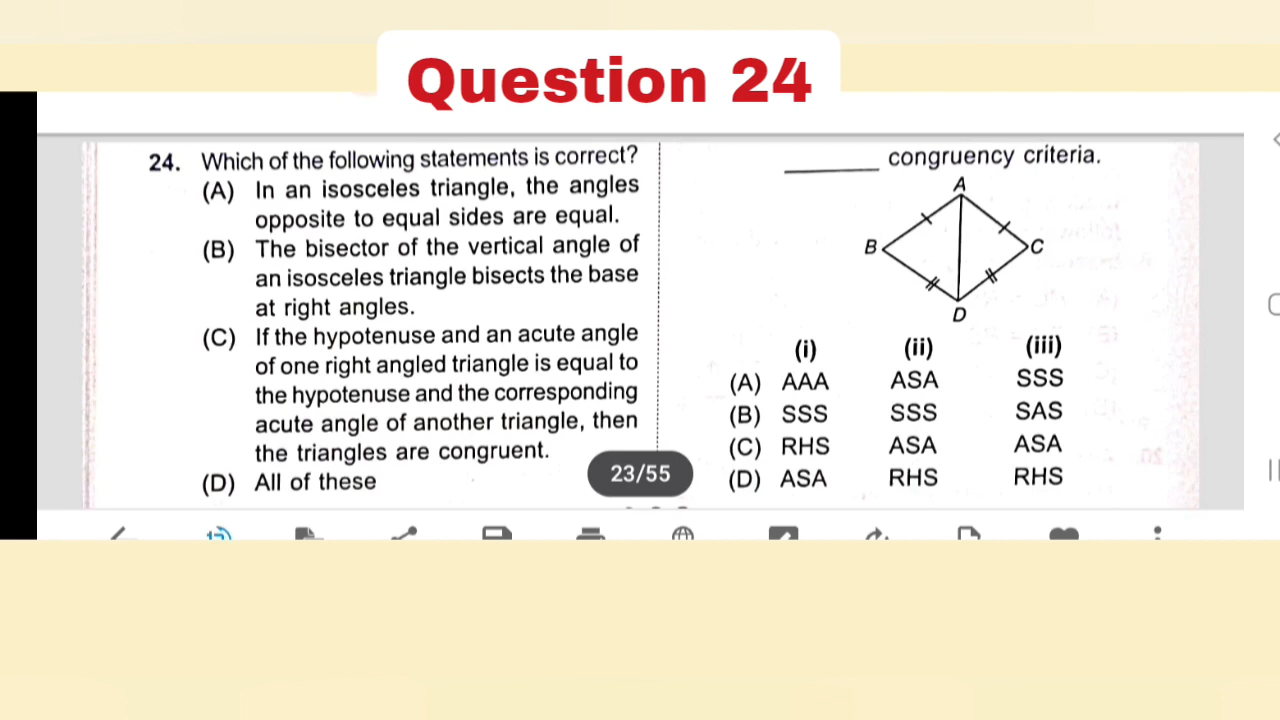 Question 24
24. Which of the following statements is correct?
(A) In an isosceles triangle, the angles
opposite to equal sides are equal.
(B) The bisector of the vertical angle of
an isosceles triangle bisects the base
at right angles.
(C) If the hypotenuse and an acute angle
of one right angled triangle is equal to
the hypotenuse and the corresponding
acute angle of another triangle, then
the triangles are congruent.
(D) All of these
23/55
______ congruency criteria.
A
B
C
D
(i) (ii) (iii)
(A) AAA ASA SSS
(B) SSS SSS SAS
(C) RHS ASA ASA
(D) ASA RHS RHS